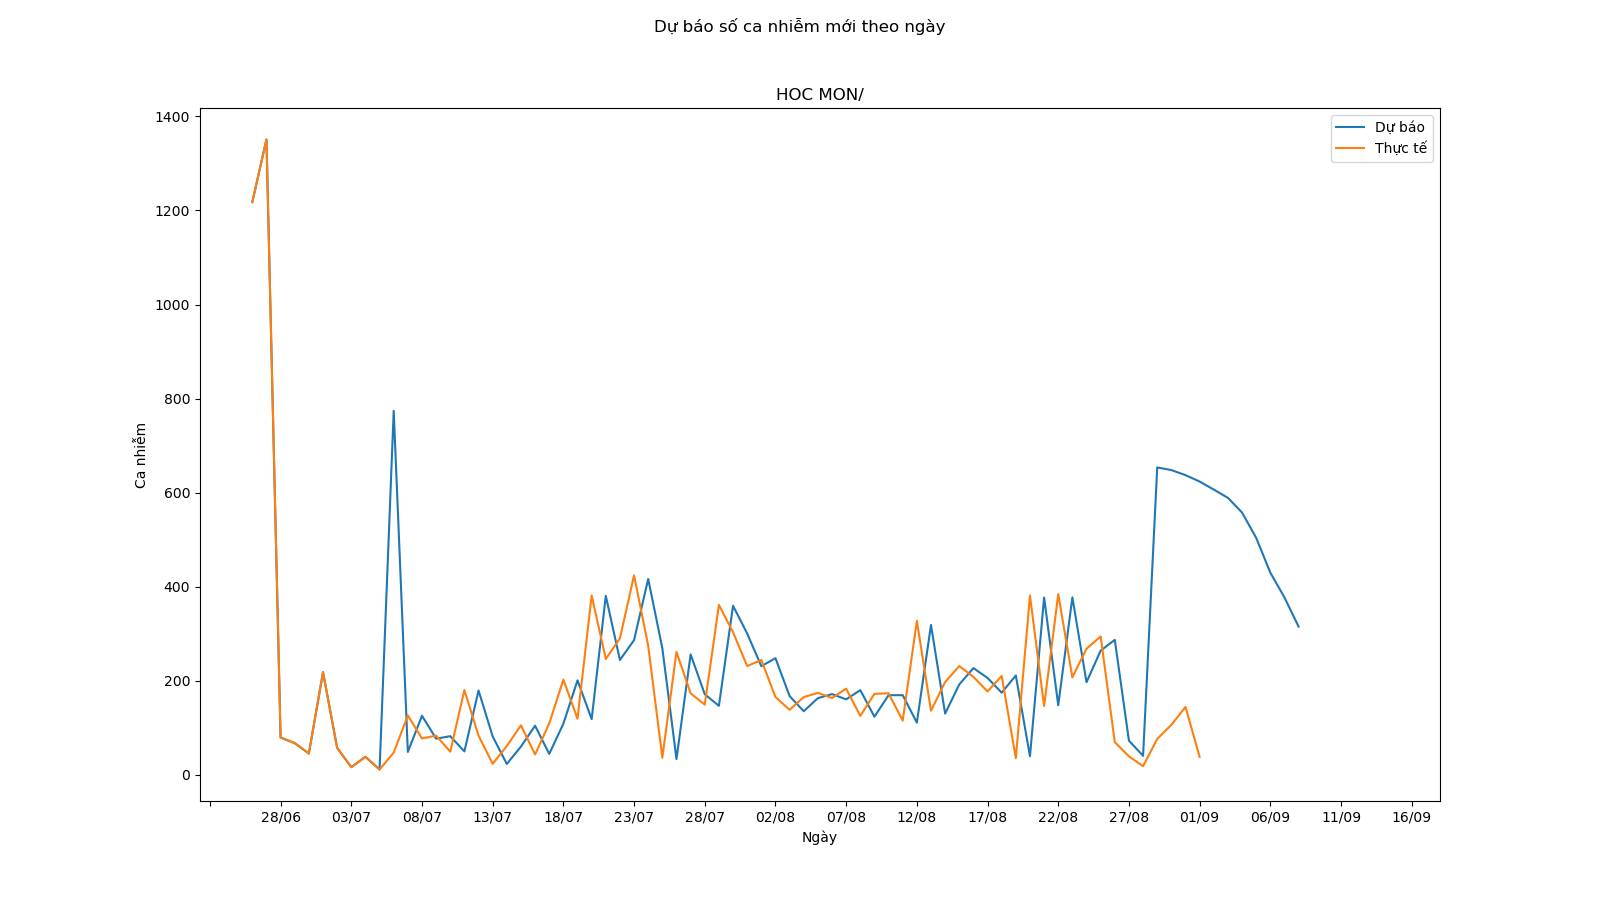 Dự báo số ca nhiễm mới theo ngày
HOC MON/
1400
1200
1000
800
600
400
200
0
Ca nhiễm
Dự báo
Thực tế
28/06 03/07 08/07 13/07 18/07 23/07 28/07 02/08 07/08 12/08 17/08 22/08 27/08 01/09 06/09 11/09 16/09
Ngày